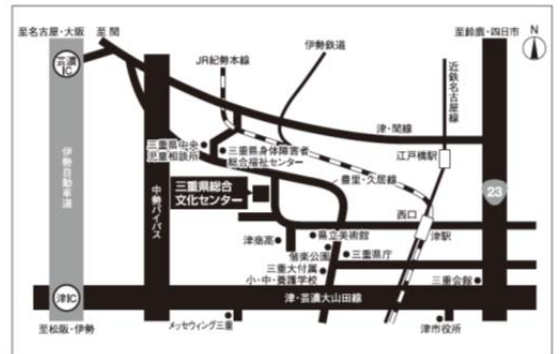 至名古屋・大阪
至 関
至鈴鹿・四日市
N
芸濃
IC
JR紀勢本線
伊勢鉄道
近鉄名古屋線
津・関線
三重県中央
児童相談所
三重県身体障害者
総合福祉センター
江戸橋駅
伊勢自動車道
中勢バイパス
豊里・久居線
三重県総合
文化センター
23
西口
津駅
津商高
県立美術館
偕楽公園
三重県庁
三重大付属
小・中・養護学校
三重会館
津IC
津・芸濃大山田線
至松阪・伊勢
メッセウィング三重
津市役所